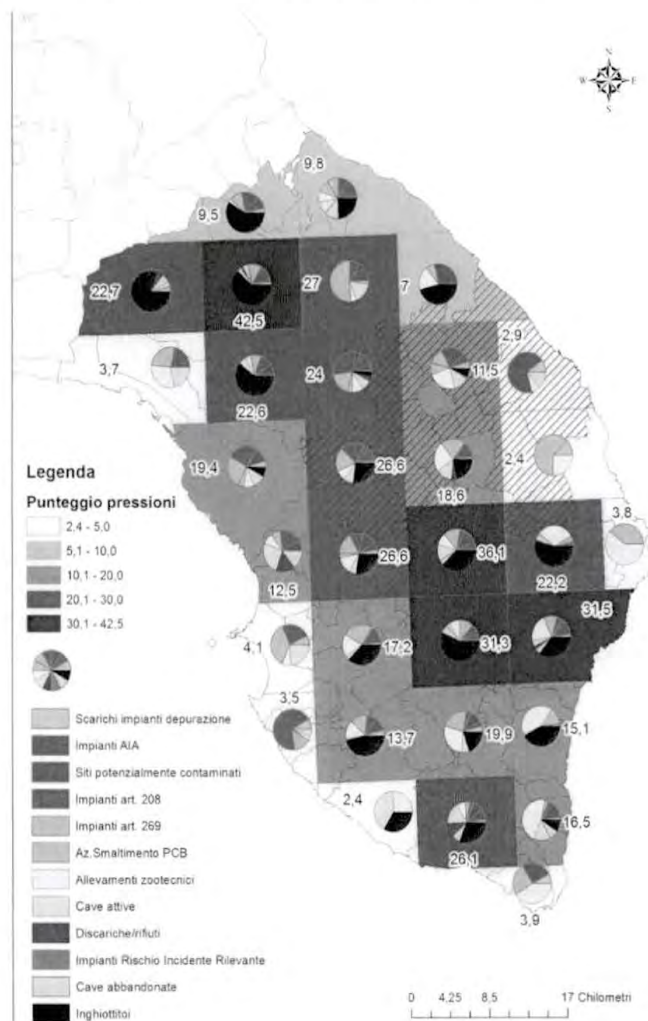 N
W E
S
9,8
9,5
22,7
42,5
27
7
3,7
22,6
24
11,5
2,9
19,4
26,6
18,6
2,4
12,5
26,6
36,1
22,2
3,8
4,1
17,2
31,3
31,5
3,5
13,7
19,9
15,1
2,4
26,1
16,5
3,9
Legenda
Punteggio pressioni
2,4 - 5,0
5,1 - 10,0
10,1 - 20,0
20,1 - 30,0
30,1 - 42,5
Scarichi impianti depurazione
Impianti AIA
Siti potenzialmente contaminati
Impianti art. 208
Impianti art. 269
Az.Smaltimento PCB
Allevamenti zootecnici
Cave attive
Discariche/rifiuti
Impianti Rischio Incidente Rilevante
Cave abbandonate
Inghiottitoi
0 4,25 8,5 17 Chilometri